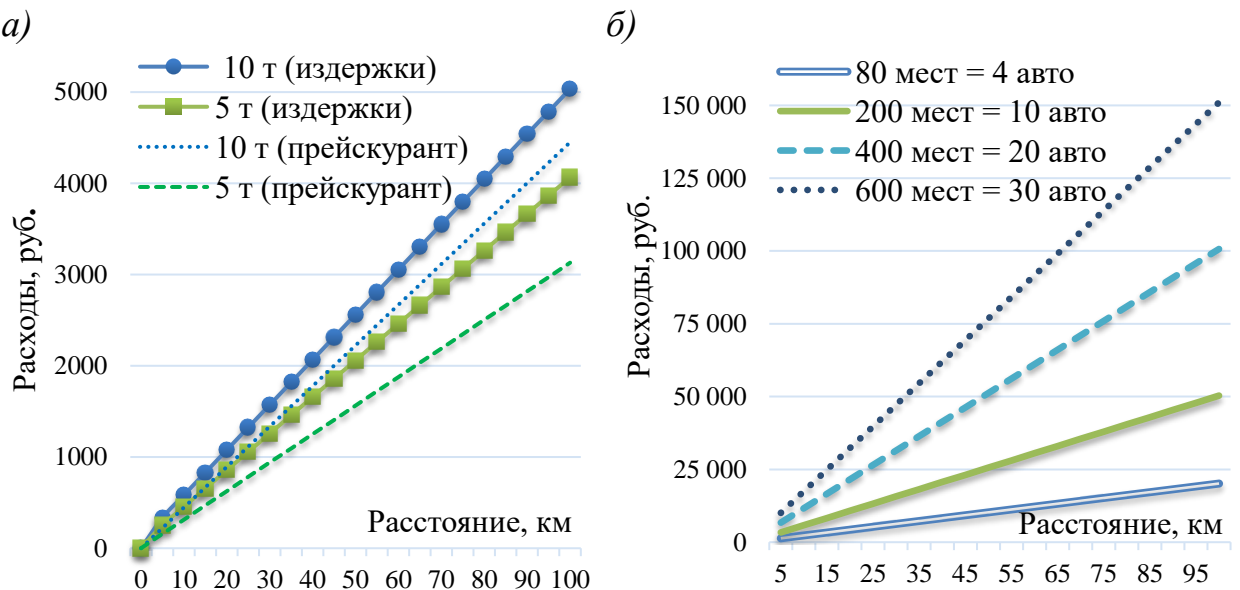 а)
10 т (издержки)
5 т (издержки)
10 т (прейскурант)
5 т (прейскурант)
Расходы, руб.
5000
4000
3000
2000
1000
0
Расстояние, км
0 10 20 30 40 50 60 70 80 90 100
б)
80 мест = 4 авто
200 мест = 10 авто
400 мест = 20 авто
600 мест = 30 авто
Расходы, руб.
150 000
125 000
100 000
75 000
50 000
25 000
0
Расстояние, км
5 15 25 35 45 55 65 75 85 95